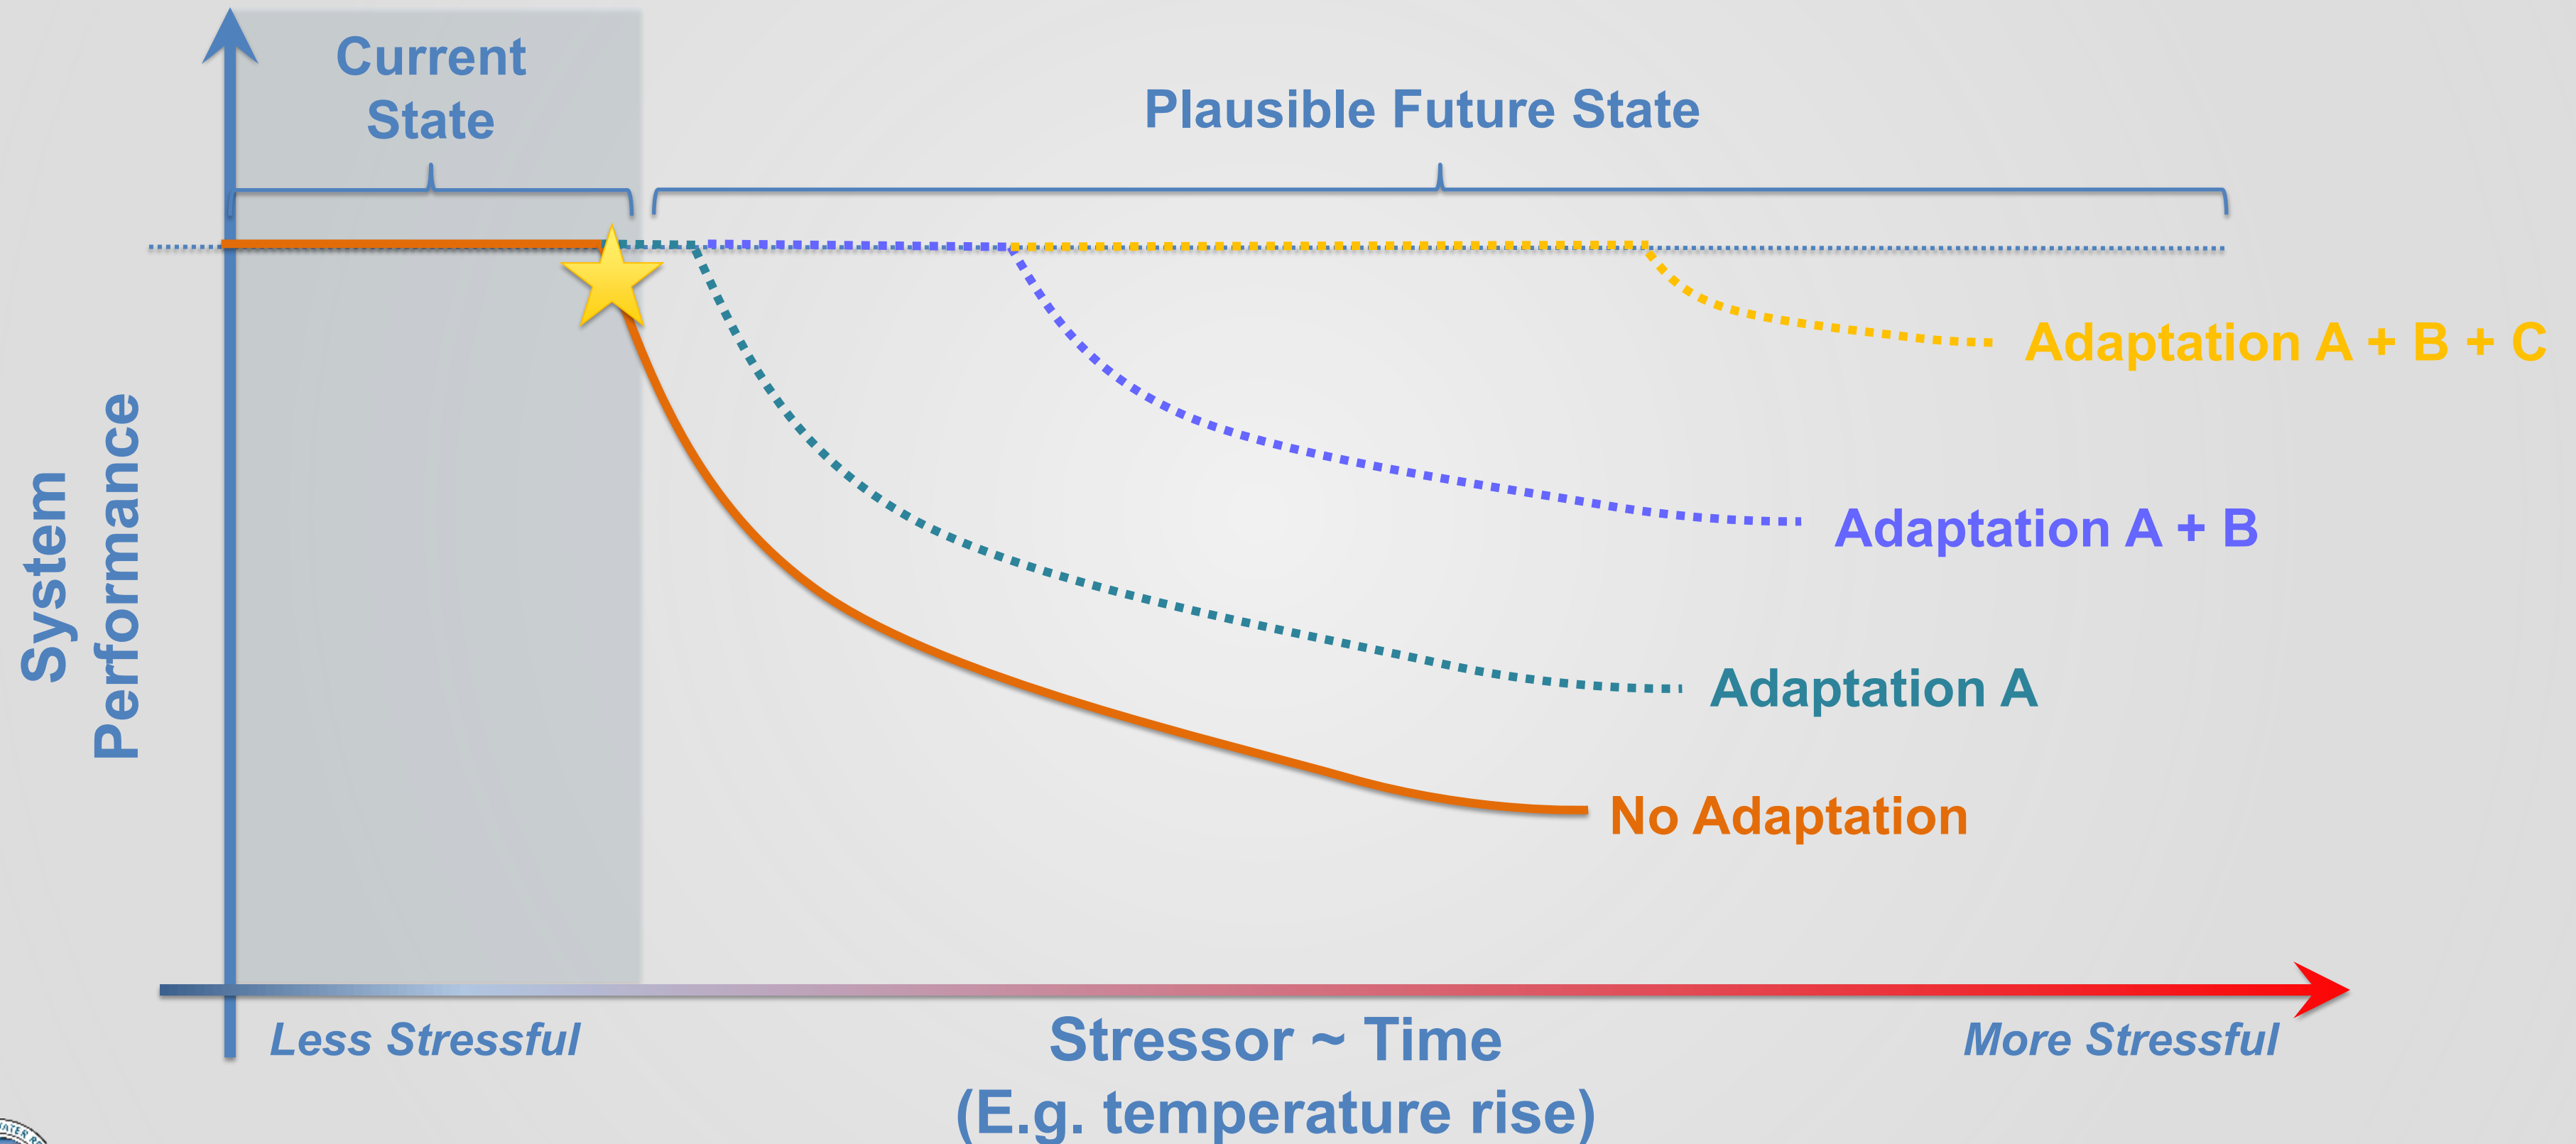 Current
State
Plausible Future State
System
Performance
Adaptation A + B + C
Adaptation A + B
Adaptation A
No Adaptation
Less Stressful
Stressor ~ Time
(E.g. temperature rise)
More Stressful